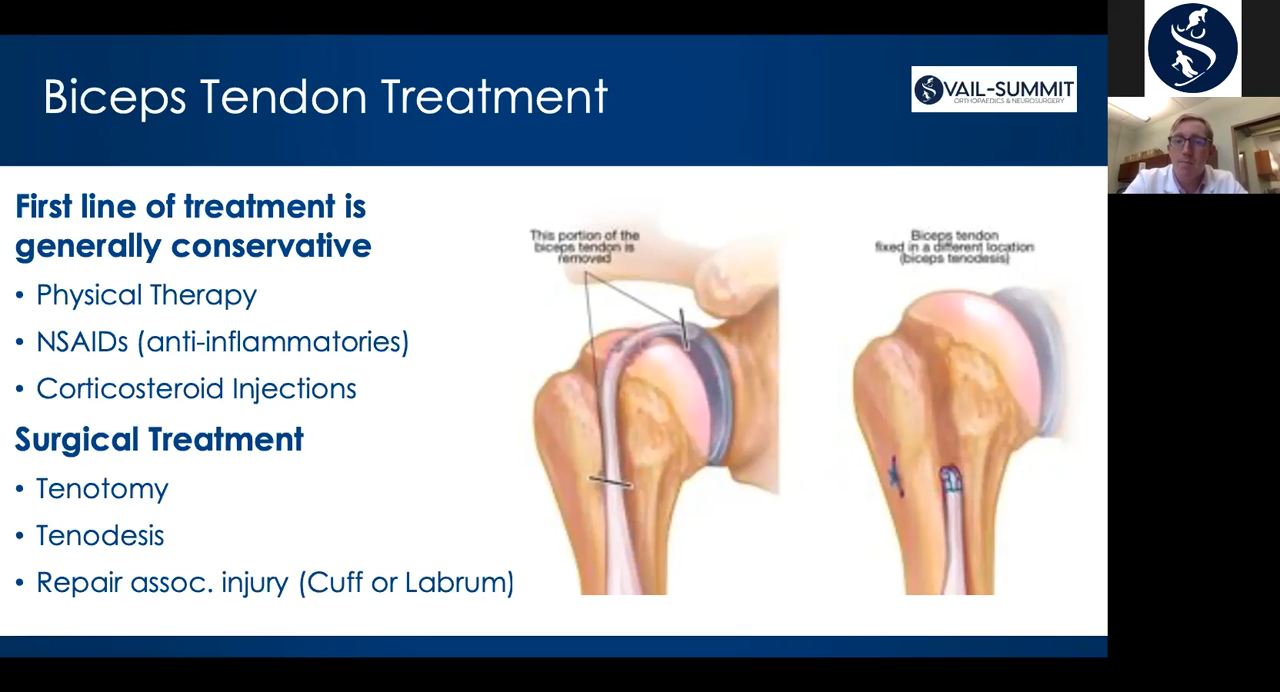 Biceps Tendon Treatment
VAIL-SUMMIT
ORTHOPAEDICS & NEUROSURGERY
First line of treatment is
generally conservative
• Physical Therapy
• NSAIDs (anti-inflammatories)
• Corticosteroid Injections
Surgical Treatment
• Tenotomy
• Tenodesis
• Repair assoc. injury (Cuff or Labrum)
This portion of the
biceps tendon is
removed
Biceps tendon
fixed in a different location
(biceps tenodesis)